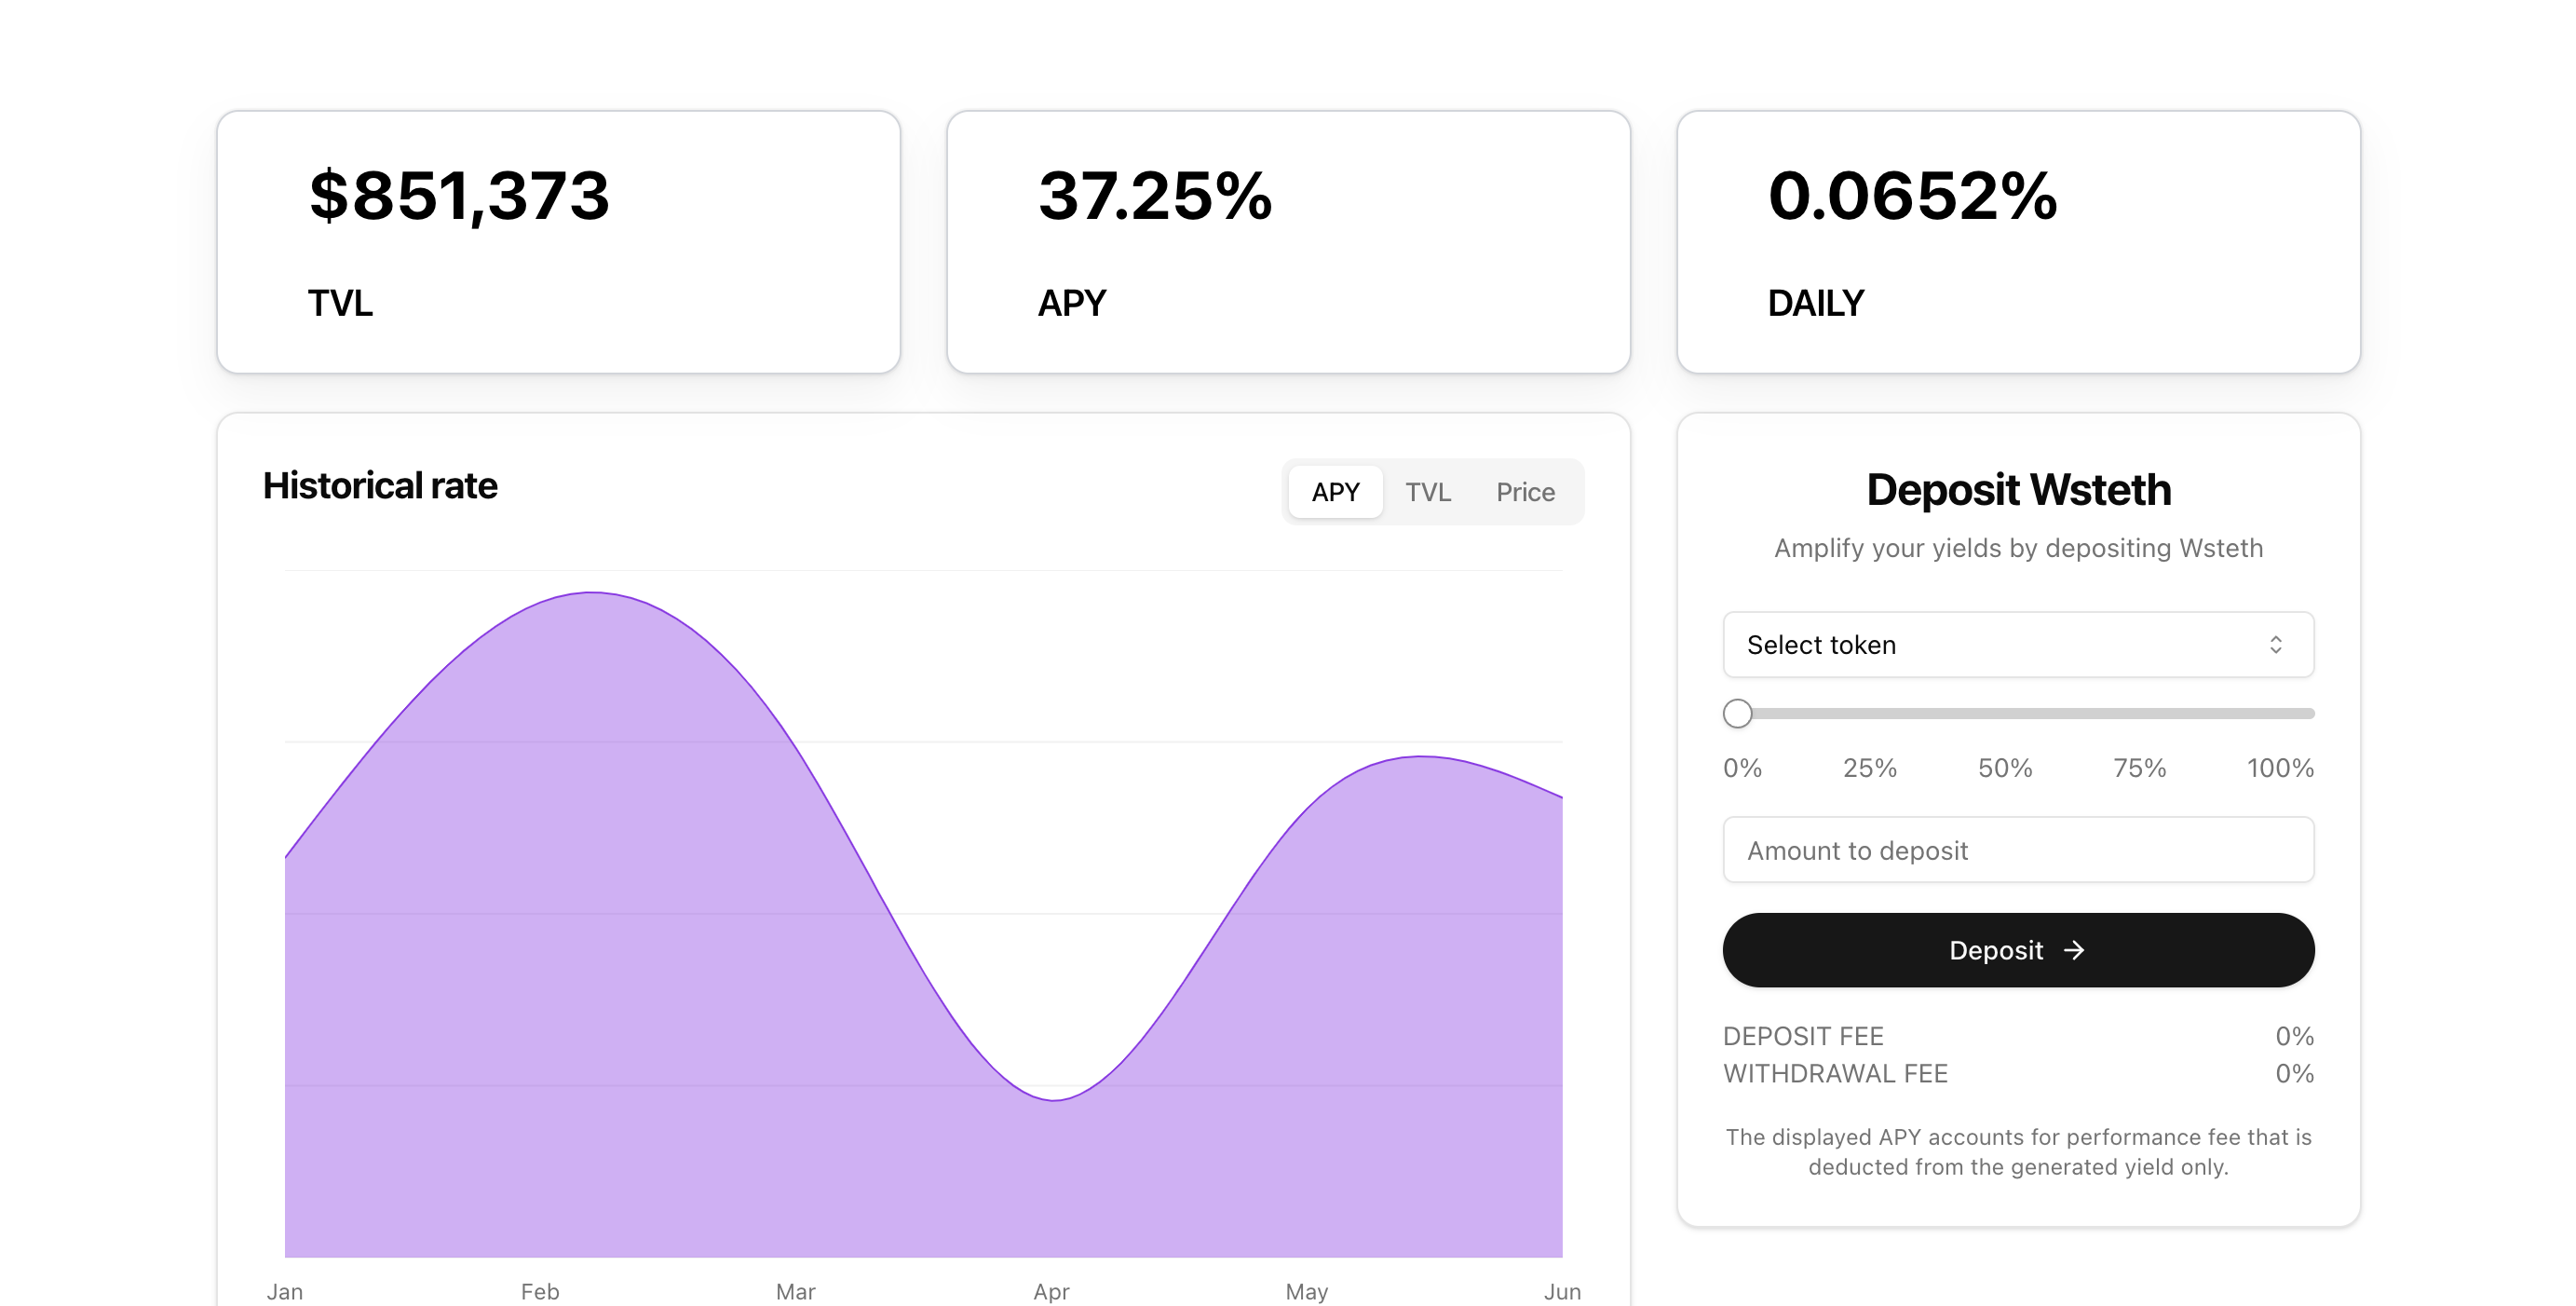 $851,373
TVL
37.25%
APY
0.0652%
DAILY
Historical rate
APY TVL Price
Jan Feb Mar Apr May Jun
Deposit Wsteth
Amplify your yields by depositing Wsteth
Select token
0% 25% 50% 75% 100%
Amount to deposit
Deposit →
DEPOSIT FEE 0%
WITHDRAWAL FEE 0%
The displayed APY accounts for performance fee that is
deducted from the generated yield only.